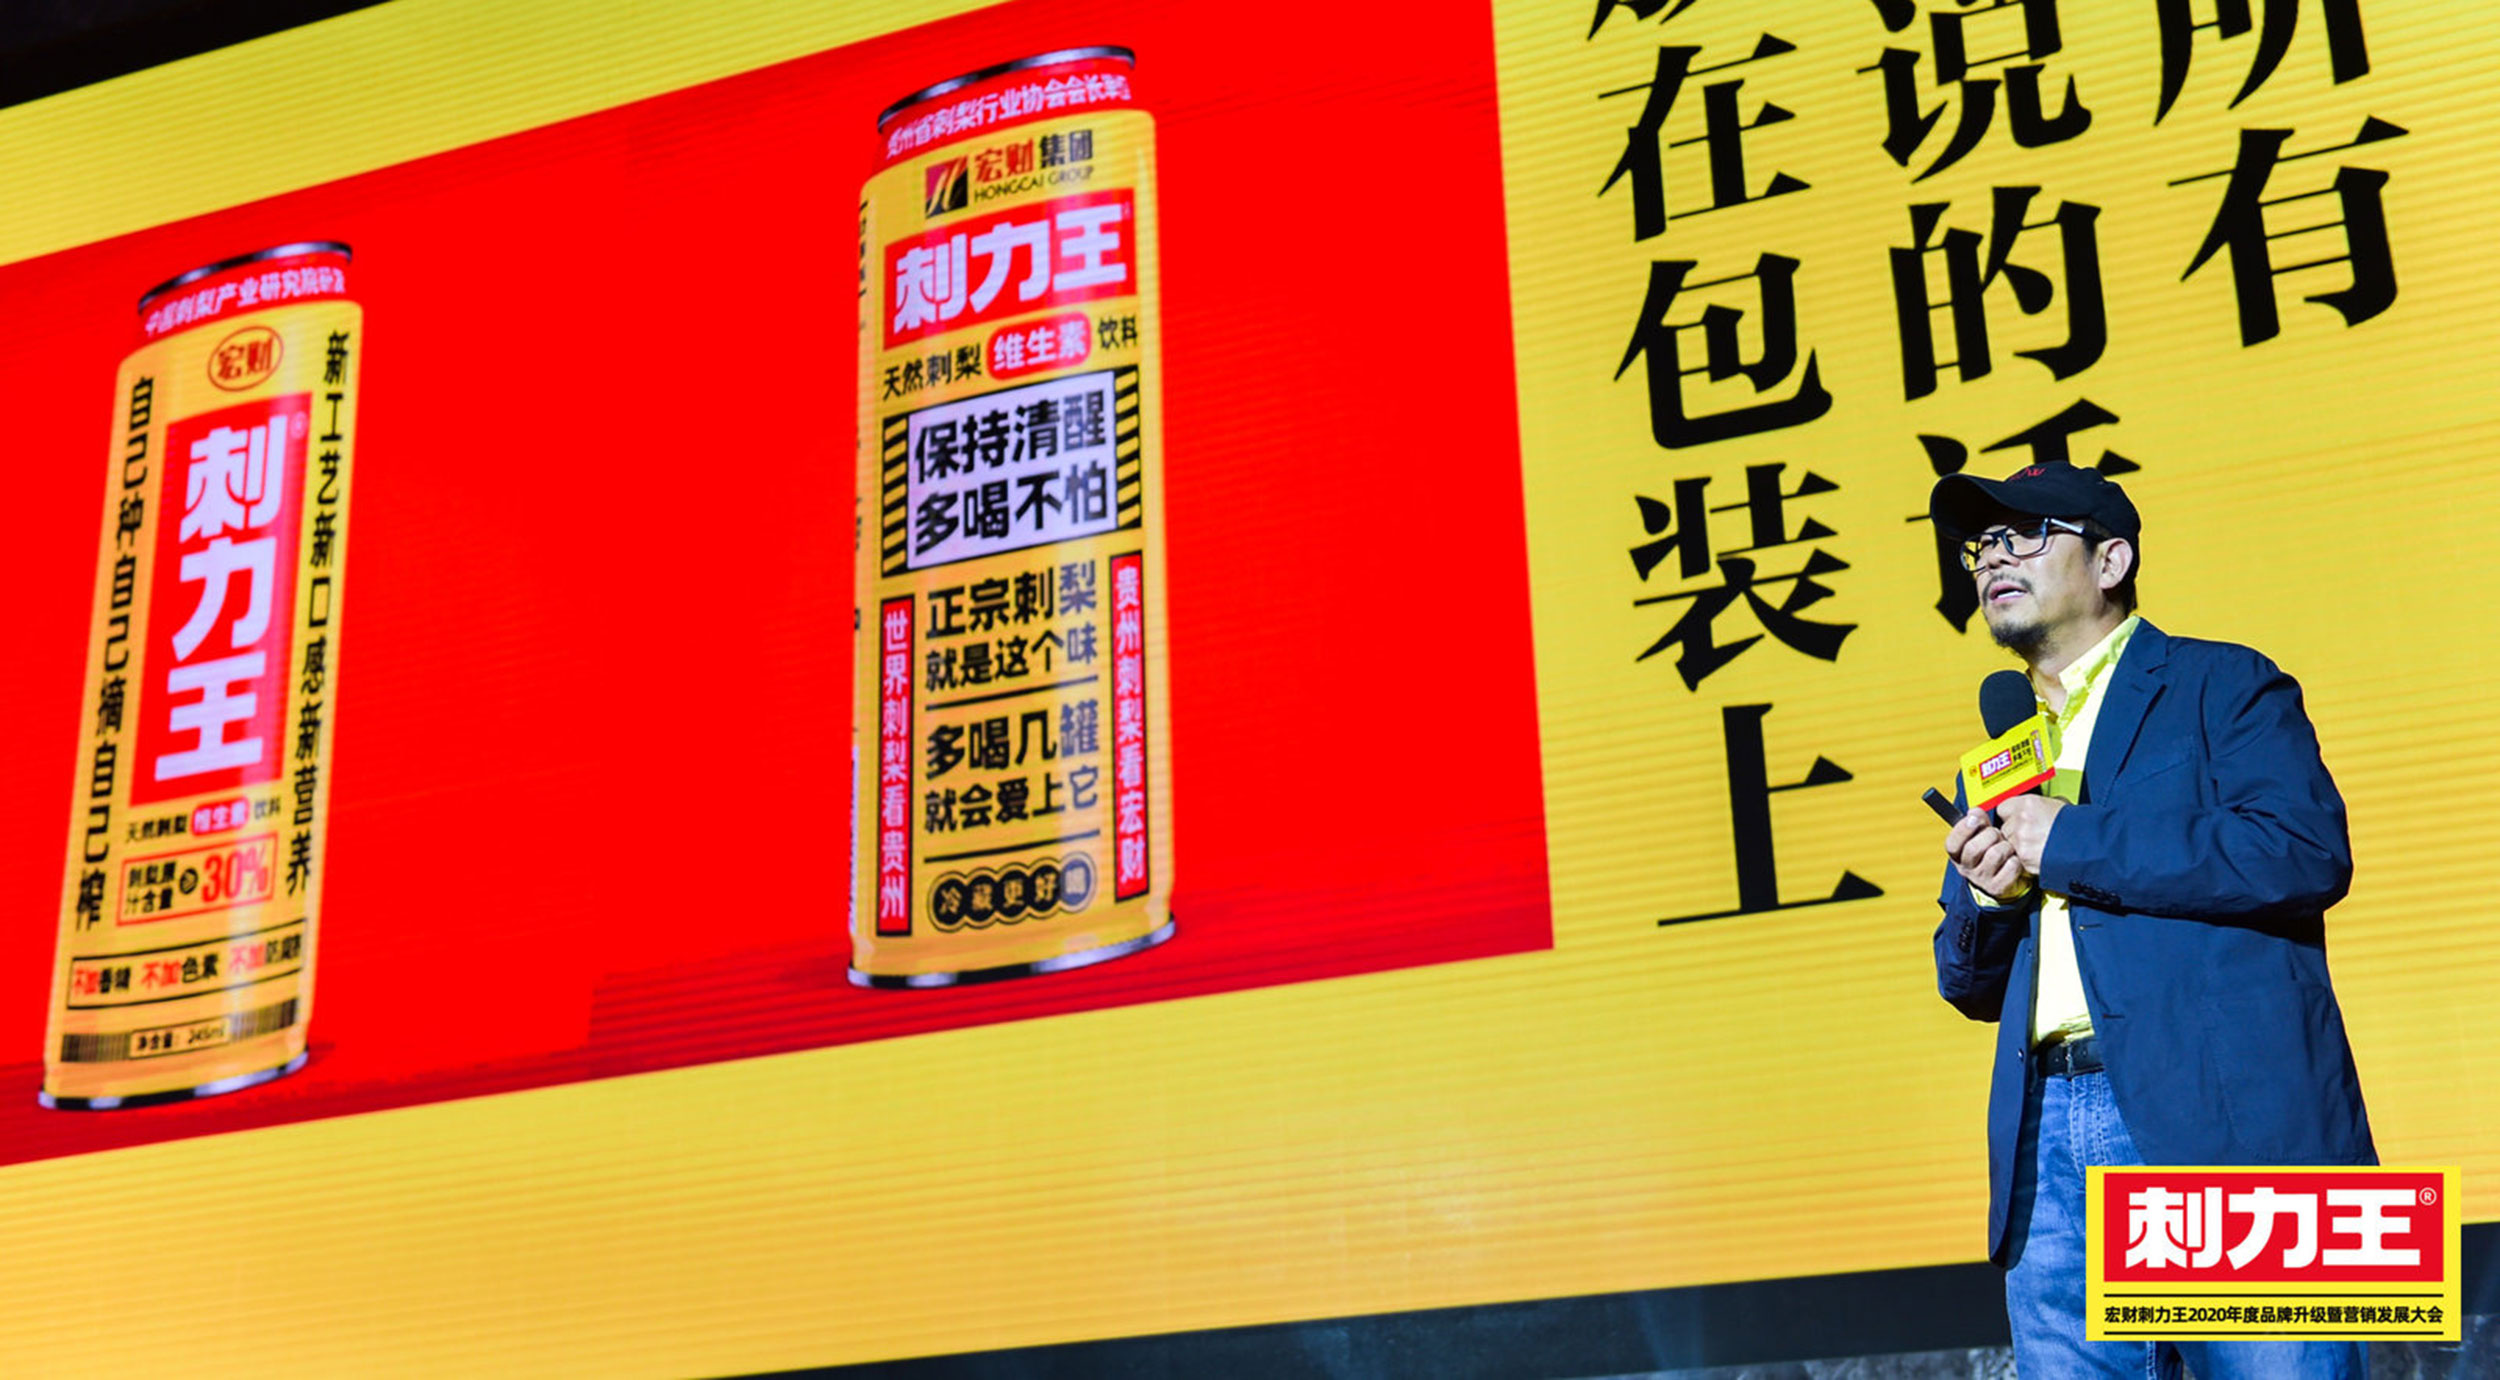 中国刺梨产业研究院研发
宏财
刺力王®
自己种自己摘自己榨
新工艺新口感新营养
天然刺梨 维生素 饮料
刺梨原汁含量 30%
不加香精 不加色素 不加防腐剂
净含量：245ml
贵州省刺梨行业协会会长单位
宏财集团
HONGCAI GROUP
刺力王
天然刺梨 维生素 饮料
保持清醒
多喝不怕
正宗刺梨
就是这个味
多喝几罐
就会爱上它
冷藏更好喝
世界刺梨看贵州
贵州刺梨看宏财
所有
说的话
在包装上
刺力王
刺力王®
宏财刺力王2020年度品牌升级暨营销发展大会